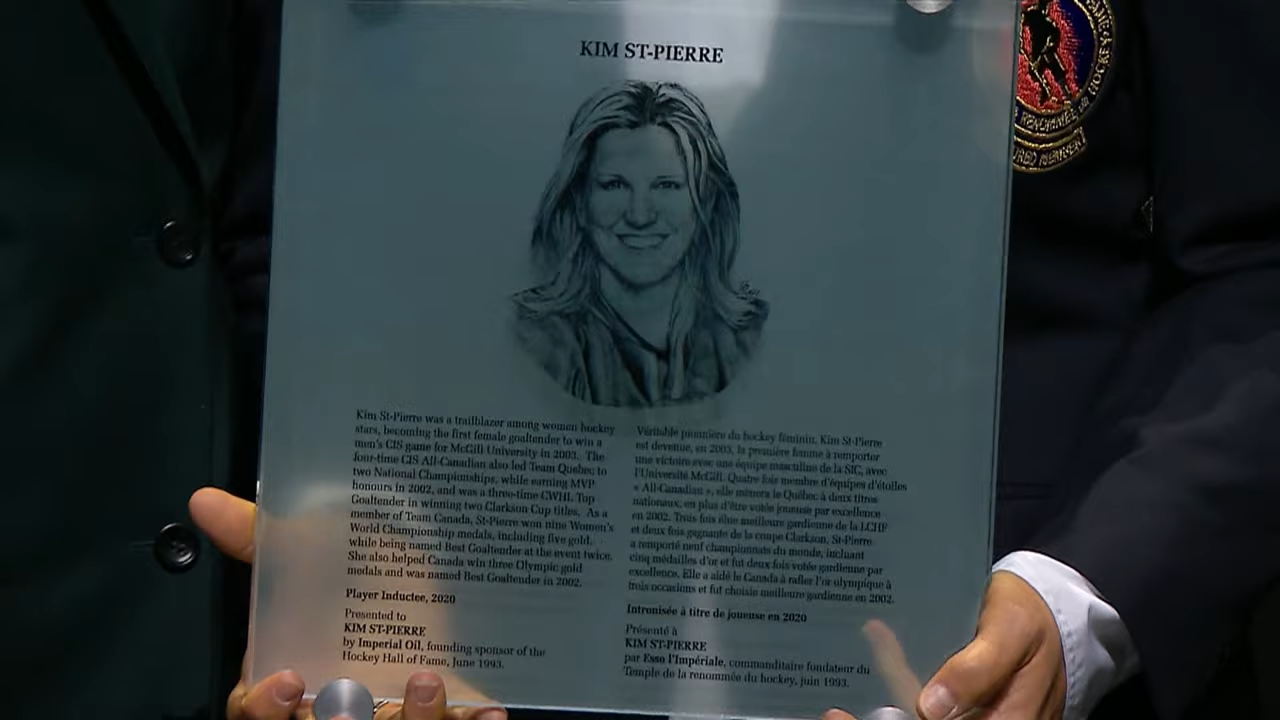 KIM ST-PIERRE
Kim St-Pierre was a trailblazer among women hockey
stars, becoming the first female goaltender to win a
men's CIS game for McGill University in 2003. The
four-time CIS All-Canadian also led Team Quebec to
two National Championships, while earning MVP
honours in 2002, and was a three-time CWHL Top
Goaltender in winning two Clarkson Cup titles. As a
member of Team Canada, St-Pierre won nine Women's
World Championship medals, including five gold,
while being named Best Goaltender at the event twice.
She also helped Canada win three Olympic gold
medals and was named Best Goaltender in 2002.
Player Inductee, 2020
Presented to
KIM ST-PIERRE
by Imperial Oil, founding sponsor of the
Hockey Hall of Fame, June 1993.
Véritable pionnière du hockey féminin, Kim St-Pierre
est devenue, en 2003, la première femme à remporter
une victoire avec une équipe masculine de la SIC, avec
l'Université McGill. Quatre fois membre d'équipes d'étoiles
« All-Canadian », elle mènera le Québec à deux titres
nationaux, en plus d'être votée joueuse par excellence
en 2002. Trois fois élue meilleure gardienne de la LCHF
et deux fois gagnante de la coupe Clarkson, St-Pierre
a remporté neuf championnats du monde, incluant
cinq médailles d'or et fut deux fois votée gardienne par
excellence. Elle a aidé le Canada à rafler l'or olympique à
trois occasions et fut choisie meilleure gardienne en 2002.
Intronisée à titre de joueuse en 2020
Présenté à
KIM ST-PIERRE
par Esso l'Impériale, commanditaire fondateur du
Temple de la renommée du hockey, juin 1993.
RENOMMÉE DU HOCKEY